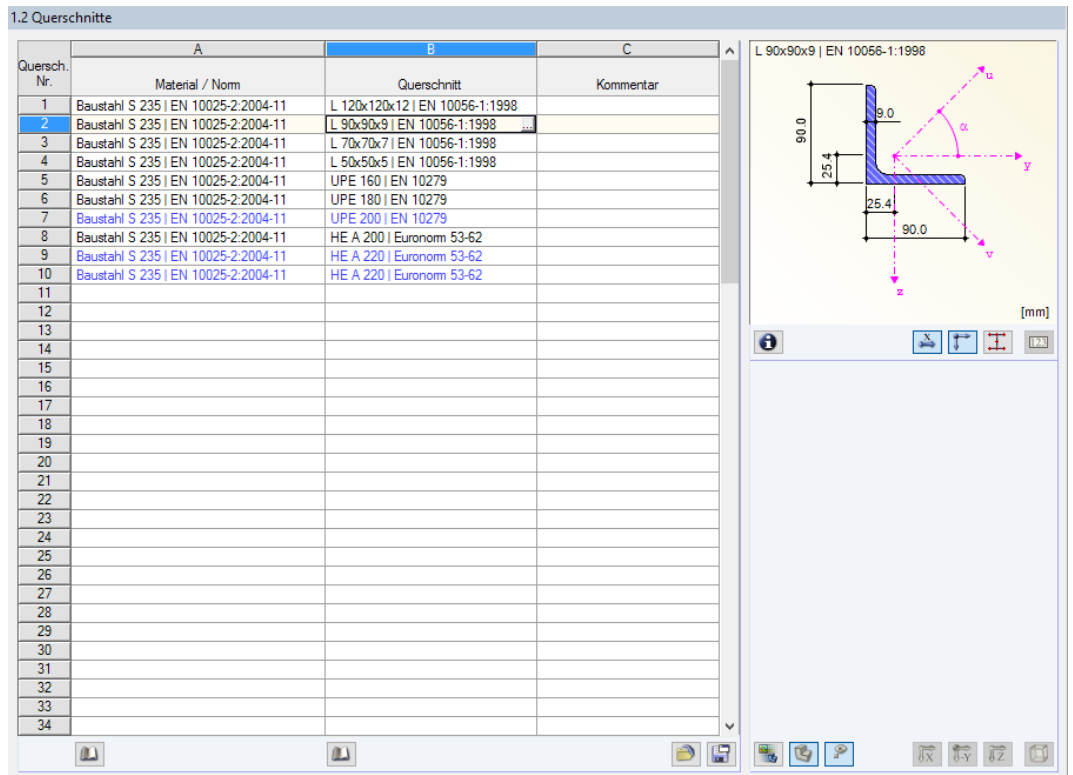 1.2 Querschnitte
A B C
Quersch. Nr. Material / Norm Querschnitt Kommentar
1 Baustahl S 235 | EN 10025-2:2004-11 L 120x120x12 | EN 10056-1:1998
2 Baustahl S 235 | EN 10025-2:2004-11 L 90x90x9 | EN 10056-1:1998 ...
3 Baustahl S 235 | EN 10025-2:2004-11 L 70x70x7 | EN 10056-1:1998
4 Baustahl S 235 | EN 10025-2:2004-11 L 50x50x5 | EN 10056-1:1998
5 Baustahl S 235 | EN 10025-2:2004-11 UPE 160 | EN 10279
6 Baustahl S 235 | EN 10025-2:2004-11 UPE 180 | EN 10279
7 Baustahl S 235 | EN 10025-2:2004-11 UPE 200 | EN 10279
8 Baustahl S 235 | EN 10025-2:2004-11 HE A 200 | Euronorm 53-62
9 Baustahl S 235 | EN 10025-2:2004-11 HE A 220 | Euronorm 53-62
10 Baustahl S 235 | EN 10025-2:2004-11 HE A 220 | Euronorm 53-62
11
12
13
14
15
16
17
18
19
20
21
22
23
24
25
26
27
28
29
30
31
32
33
34
L 90x90x9 | EN 10056-1:1998
u
9.0
90.0
α
25.4
y
25.4
90.0
v
z
[mm]
X
123
X
-Y
Z